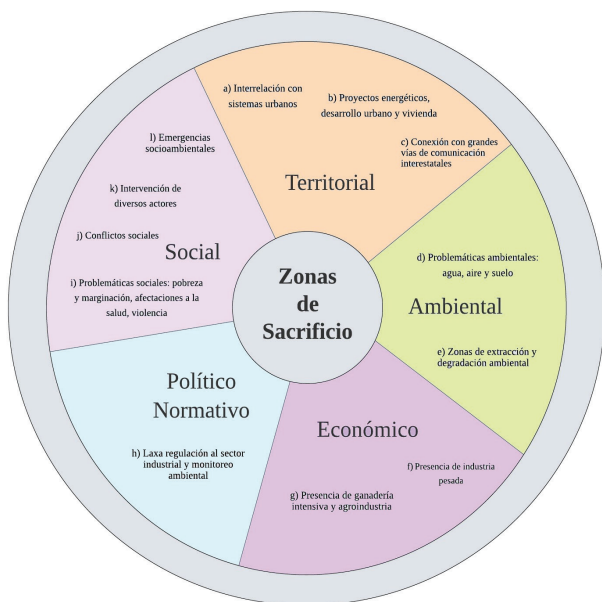 a) Interrelación con
sistemas urbanos
b) Proyectos energéticos,
desarrollo urbano y vivienda
c) Conexión con grandes
vías de comunicación
interestatales
Territorial
d) Problemáticas ambientales:
agua, aire y suelo
Ambiental
e) Zonas de extracción y
degradación ambiental
Económico
f) Presencia de industria
pesada
g) Presencia de ganadería
intensiva y agroindustria
Político
Normativo
h) Laxa regulación al sector
industrial y monitoreo
ambiental
l) Emergencias
socioambientales
k) Intervención de
diversos actores
j) Conflictos sociales
Social
i) Problemáticas sociales: pobreza
y marginación, afectaciones a la
salud, violencia
Zonas
de
Sacrificio